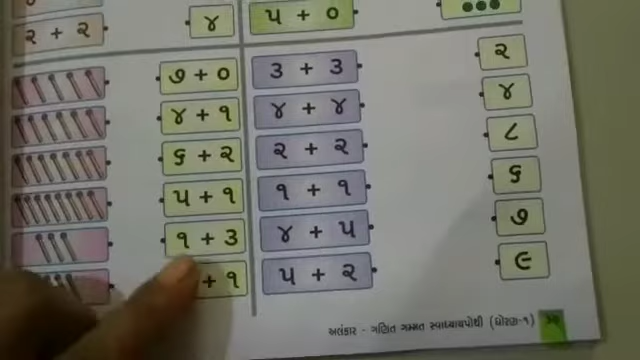 ૨ + ૨ ૪ ૫ + ૦
૭ + ૦ ૩ + ૩ ૨
૪ + ૧ ૪ + ૪ ૪
૬ + ૨ ૨ + ૨ ૮
૫ + ૧ ૧ + ૧ ૬
૧ + ૩ ૪ + ૫ ૭
+ ૧ ૫ + ૨ ૯
અલંકાર - ગણિત ગમ્મત સ્વાધ્યાયપોથી (ધોરણ-૧)